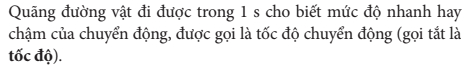 Quãng đường vật đi được trong 1 s cho biết mức độ nhanh hay
chậm của chuyển động, được gọi là tốc độ chuyển động (gọi tắt là
tốc độ).